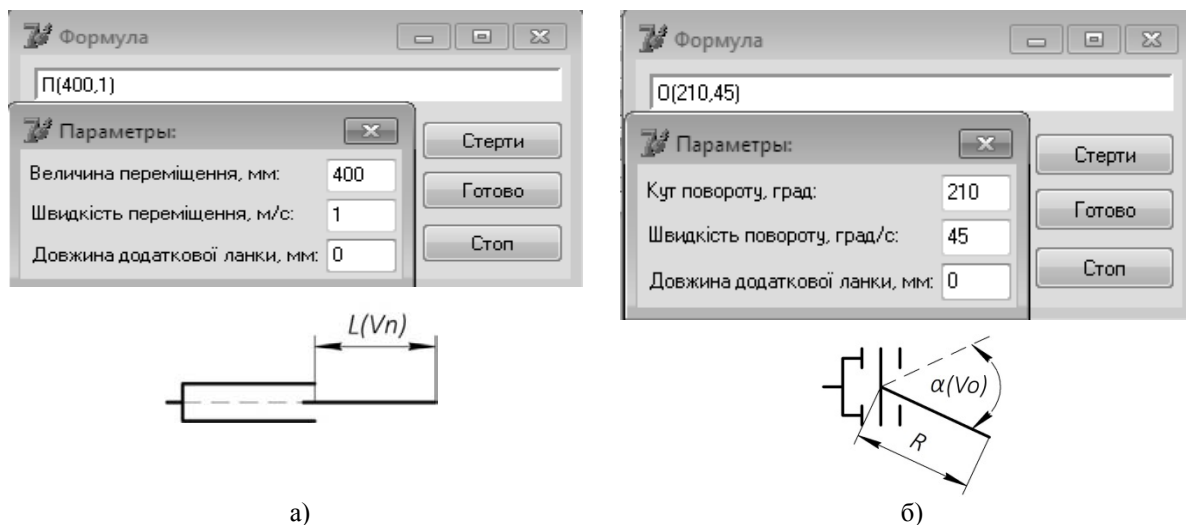 Формула
П(400,1)
Параметры:
Величина переміщення, мм: 400
Швидкість переміщення, м/с: 1
Довжина додаткової ланки, мм: 0
Стерти
Готово
Стоп
L(Vn)
а)
Формула
О(210,45)
Параметры:
Кут повороту, град: 210
Швидкість повороту, град/с: 45
Довжина додаткової ланки, мм: 0
Стерти
Готово
Стоп
α(Vo)
R
б)